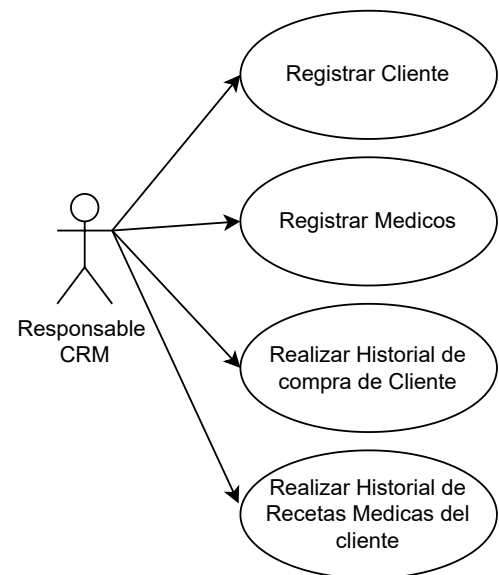 Registrar Cliente
Registrar Medicos
Responsable
CRM
Realizar Historial de
compra de Cliente
Realizar Historial de
Recetas Medicas del
cliente